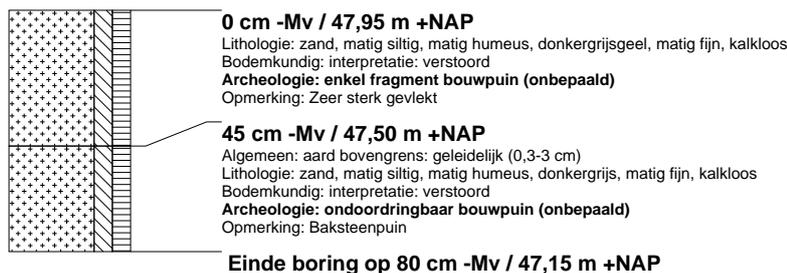 0 cm -Mv / 47,95 m +NAP
Lithologie: zand, matig siltig, matig humeus, donkergrijsgeel, matig fijn, kalkloos
Bodemkundig: interpretatie: verstoord
Archeologie: enkel fragment bouwpuin (onbepaald)
Opmerking: Zeer sterk gevlekt
45 cm -Mv / 47,50 m +NAP
Algemeen: aard bovengrens: geleidelijk (0,3-3 cm)
Lithologie: zand, matig siltig, matig humeus, donkergrijs, matig fijn, kalkloos
Bodemkundig: interpretatie: verstoord
Archeologie: ondoordringbaar bouwpuin (onbepaald)
Opmerking: Baksteenpuin
Einde boring op 80 cm -Mv / 47,15 m +NAP